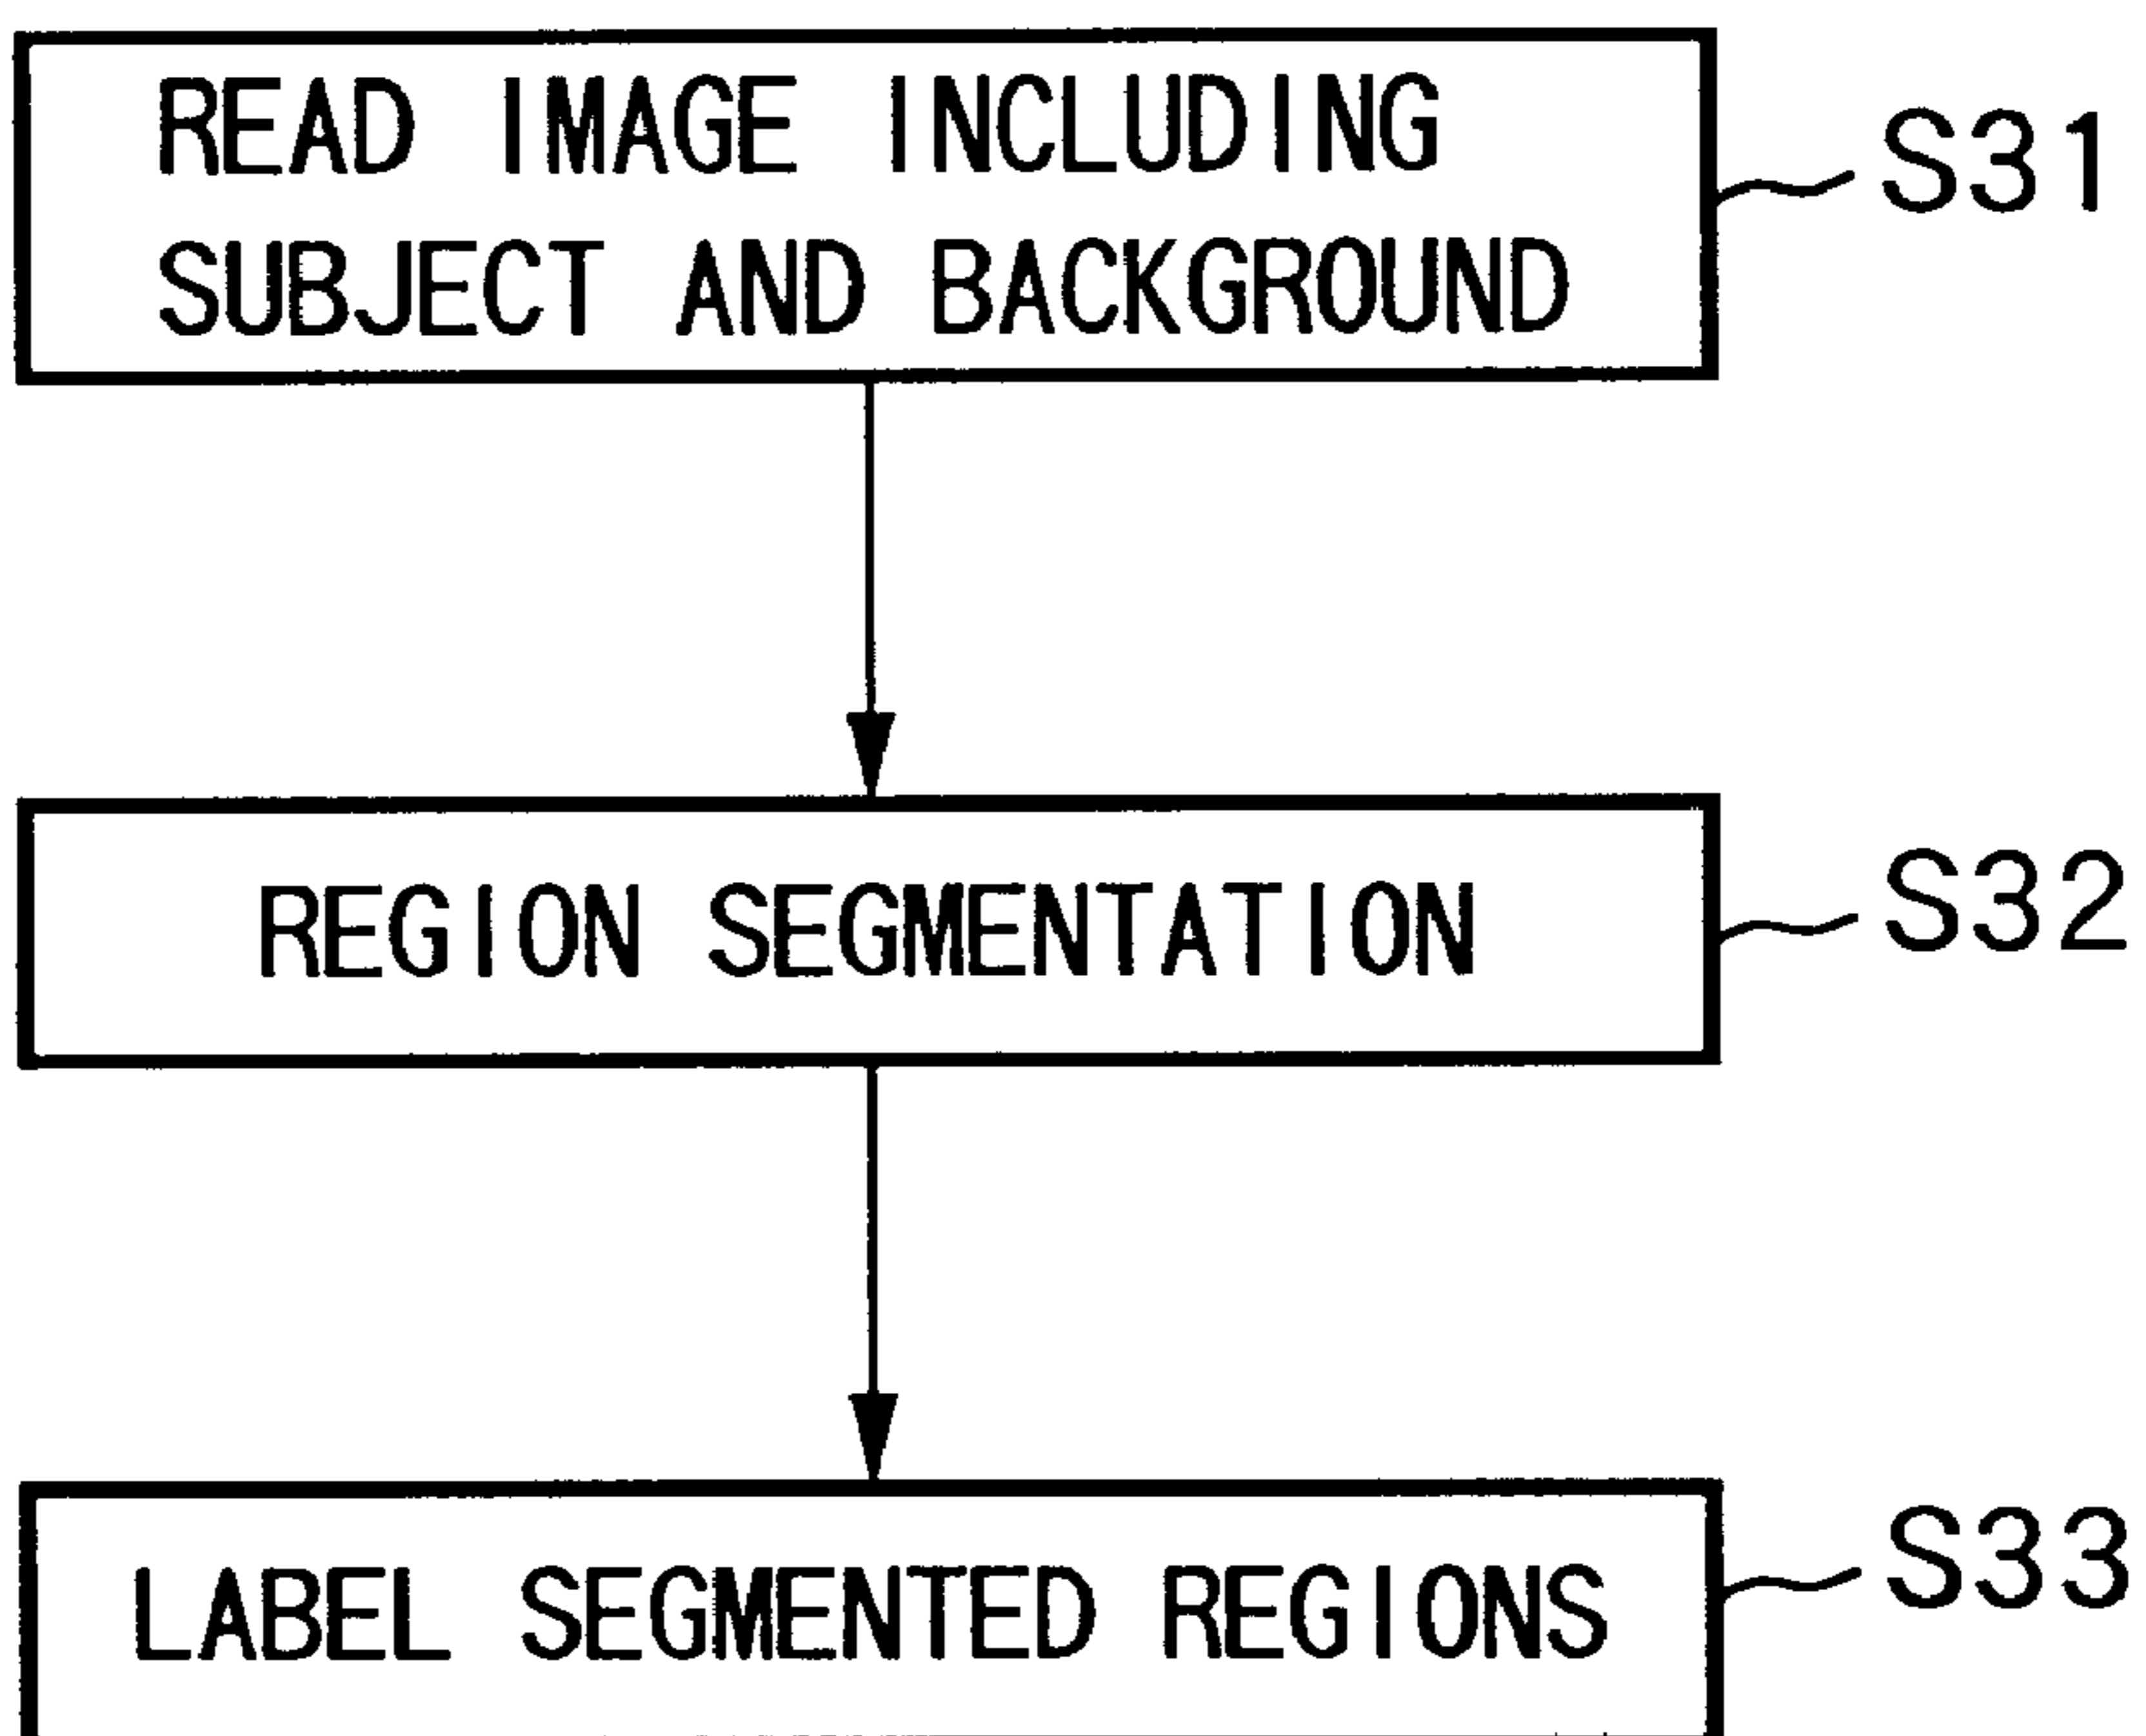 READ IMAGE INCLUDING
SUBJECT AND BACKGROUND
S31
REGION SEGMENTATION
S32
LABEL SEGMENTED REGIONS
S33